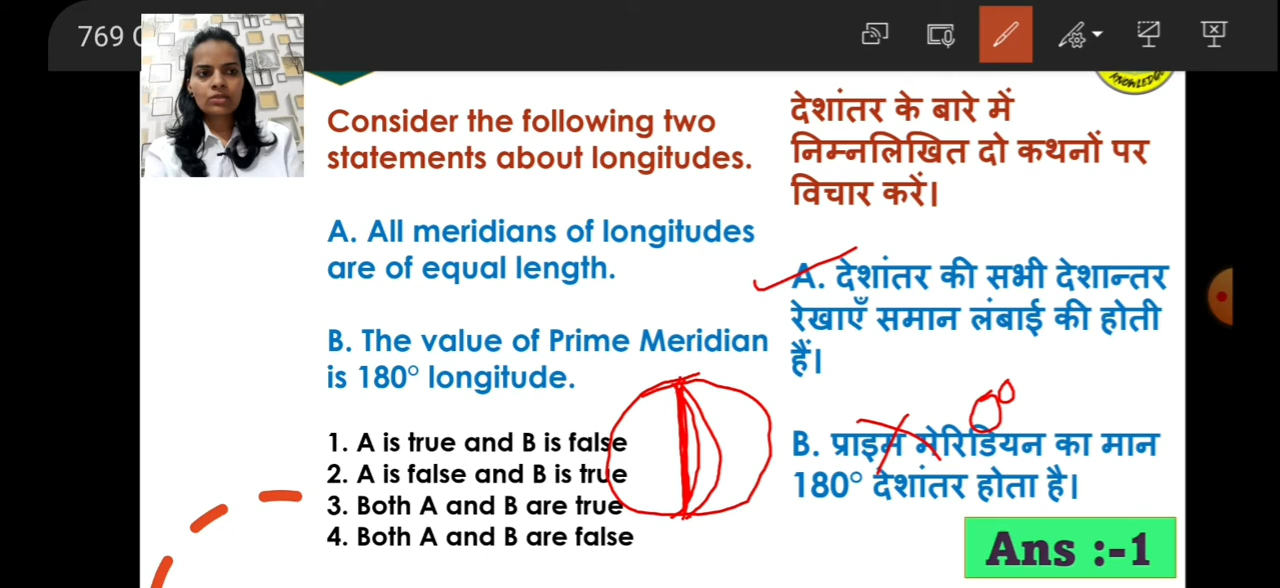 769
KNOWLEDGE
Consider the following two
statements about longitudes.
A. All meridians of longitudes
are of equal length.
B. The value of Prime Meridian
is 180° longitude.
1. A is true and B is false
2. A is false and B is true
3. Both A and B are true
4. Both A and B are false
देशांतर के बारे में
निम्नलिखित दो कथनों पर
विचार करें।
A. देशांतर की सभी देशान्तर
रेखाएँ समान लंबाई की होती
हैं।
0°
B. प्राइम मेरिडियन का मान
180° देशांतर होता है।
Ans :-1